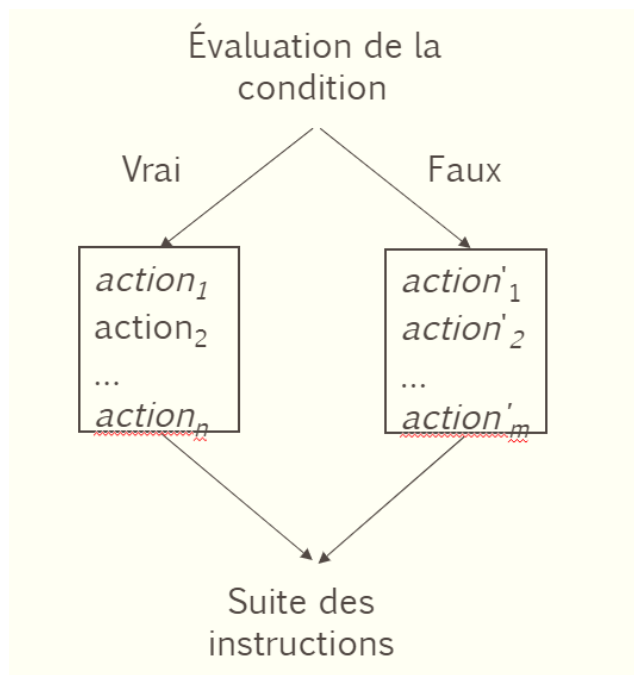 Évaluation de la
condition
Vrai
Faux
action₁
action₂
...
actionₙ
action'₁
action'₂
...
action'ₘ
Suite des
instructions